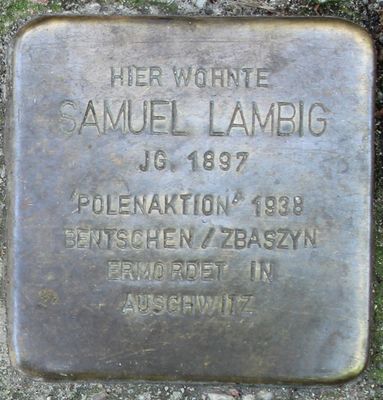 HIER WOHNTE
SAMUEL LAMBIG
JG. 1897
"POLENAKTION" 1938
BENTSCHEN / ZBASZYN
ERMORDET IN
AUSCHWITZ